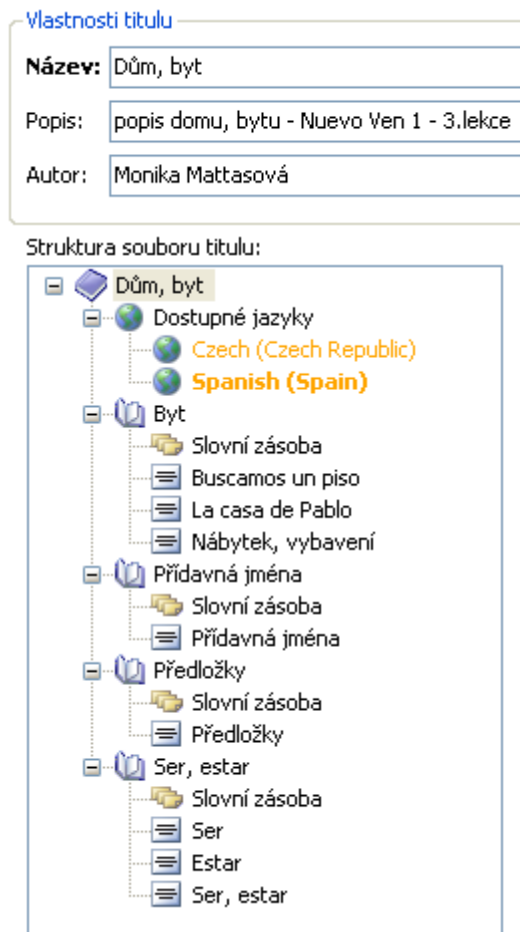 Vlastnosti titulu
Název: Dům, byt
Popis: popis domu, bytu - Nuevo Ven 1 - 3.lekce
Autor: Monika Mattasová
Struktura souboru titulu:
Dům, byt
Dostupné jazyky
Czech (Czech Republic)
Spanish (Spain)
Byt
Slovní zásoba
Buscamos un piso
La casa de Pablo
Nábytek, vybavení
Přídavná jména
Slovní zásoba
Přídavná jména
Předložky
Slovní zásoba
Předložky
Ser, estar
Slovní zásoba
Ser
Estar
Ser, estar